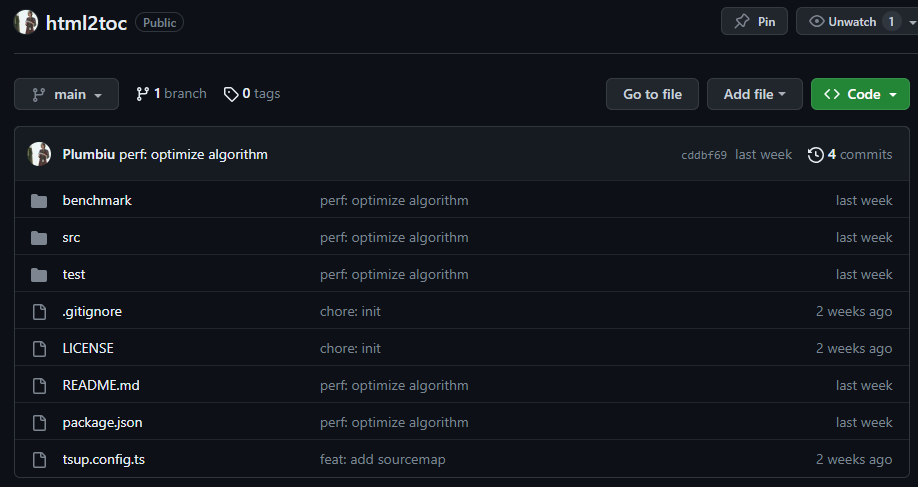 html2toc Public Pin Unwatch 1
main 1 branch 0 tags Go to file Add file <> Code
Plumbiu perf: optimize algorithm cddbf69 last week 4 commits
benchmark perf: optimize algorithm last week
src perf: optimize algorithm last week
test perf: optimize algorithm last week
.gitignore chore: init 2 weeks ago
LICENSE chore: init 2 weeks ago
README.md perf: optimize algorithm last week
package.json perf: optimize algorithm last week
tsup.config.ts feat: add sourcemap 2 weeks ago